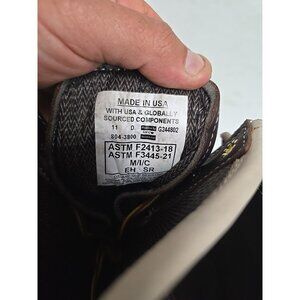 MADE IN USA
WITH USA & GLOBALLY
SOURCED COMPONENTS
11 D G344802
804-3800
ASTM F2413-18
ASTM F3445-21
M/I/C
EH SR